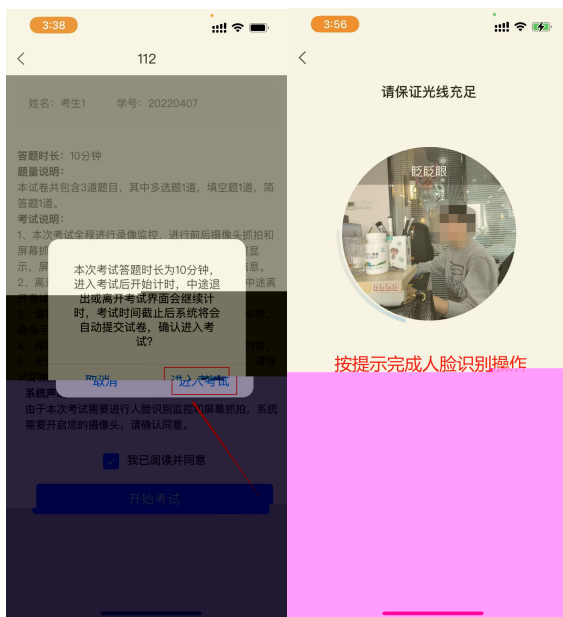 3:38
112
姓名：考生1 学号：20220407
答题时长：10分钟
题量说明：
本试卷共包含3道题目，其中多选题1道，填空题1道，简
答题1道。
考试说明：
1、本次考试全程进行录像监控，进行前后摄像头抓拍和
本次考试答题时长为10分钟，
进入考试后开始计时，中途退
出或离开考试界面会继续计
时，考试时间截止后系统将会
自动提交试卷，确认进入考
试？
取消 进入考试
由于本次考试需要进行人脸识别监控和屏幕抓拍，系统
需要开启您的摄像头，请确认同意。
我已阅读并同意
开始考试
3:56
请保证光线充足
眨眨眼
按提示完成人脸识别操作